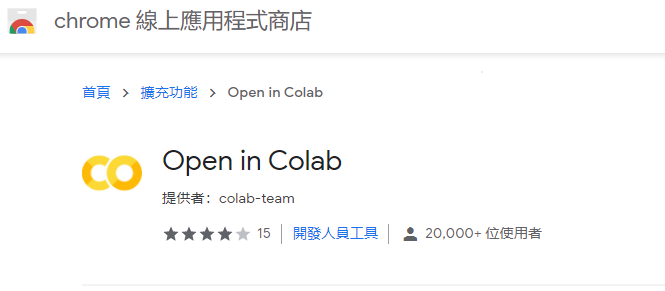 chrome 線上應用程式商店
首頁 > 擴充功能 > Open in Colab
Open in Colab
提供者：colab-team
15 | 開發人員工具 | 20,000+ 位使用者